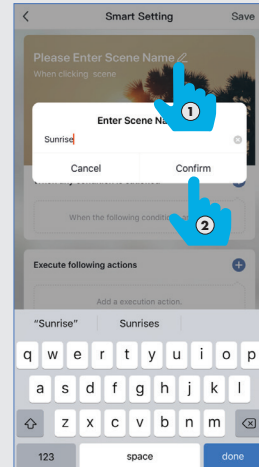 Smart Setting Save
Please Enter Scene Name
When clicking scene
1
Enter Scene Na
Sunrise
Cancel Confirm
2
When the following condition
Execute following actions
Add a execution action.
"Sunrise" Sunrises
q w e r t y u i o p
a s d f g h j k l
z x c v b n m
123 space done